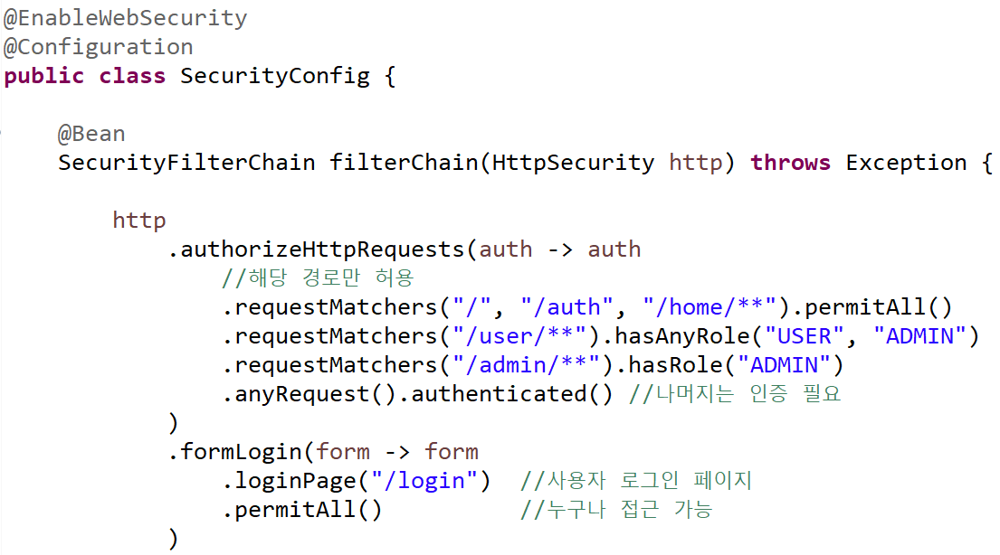 @EnableWebSecurity
@Configuration
public class SecurityConfig {
@Bean
SecurityFilterChain filterChain(HttpSecurity http) throws Exception {
http
.authorizeHttpRequests(auth -> auth
//해당 경로만 허용
.requestMatchers("/", "/auth", "/home/**").permitAll()
.requestMatchers("/user/**").hasAnyRole("USER", "ADMIN")
.requestMatchers("/admin/**").hasRole("ADMIN")
.anyRequest().authenticated() //나머지는 인증 필요
)
.formLogin(form -> form
.loginPage("/login")  //사용자 로그인 페이지
.permitAll()          //누구나 접근 가능
)